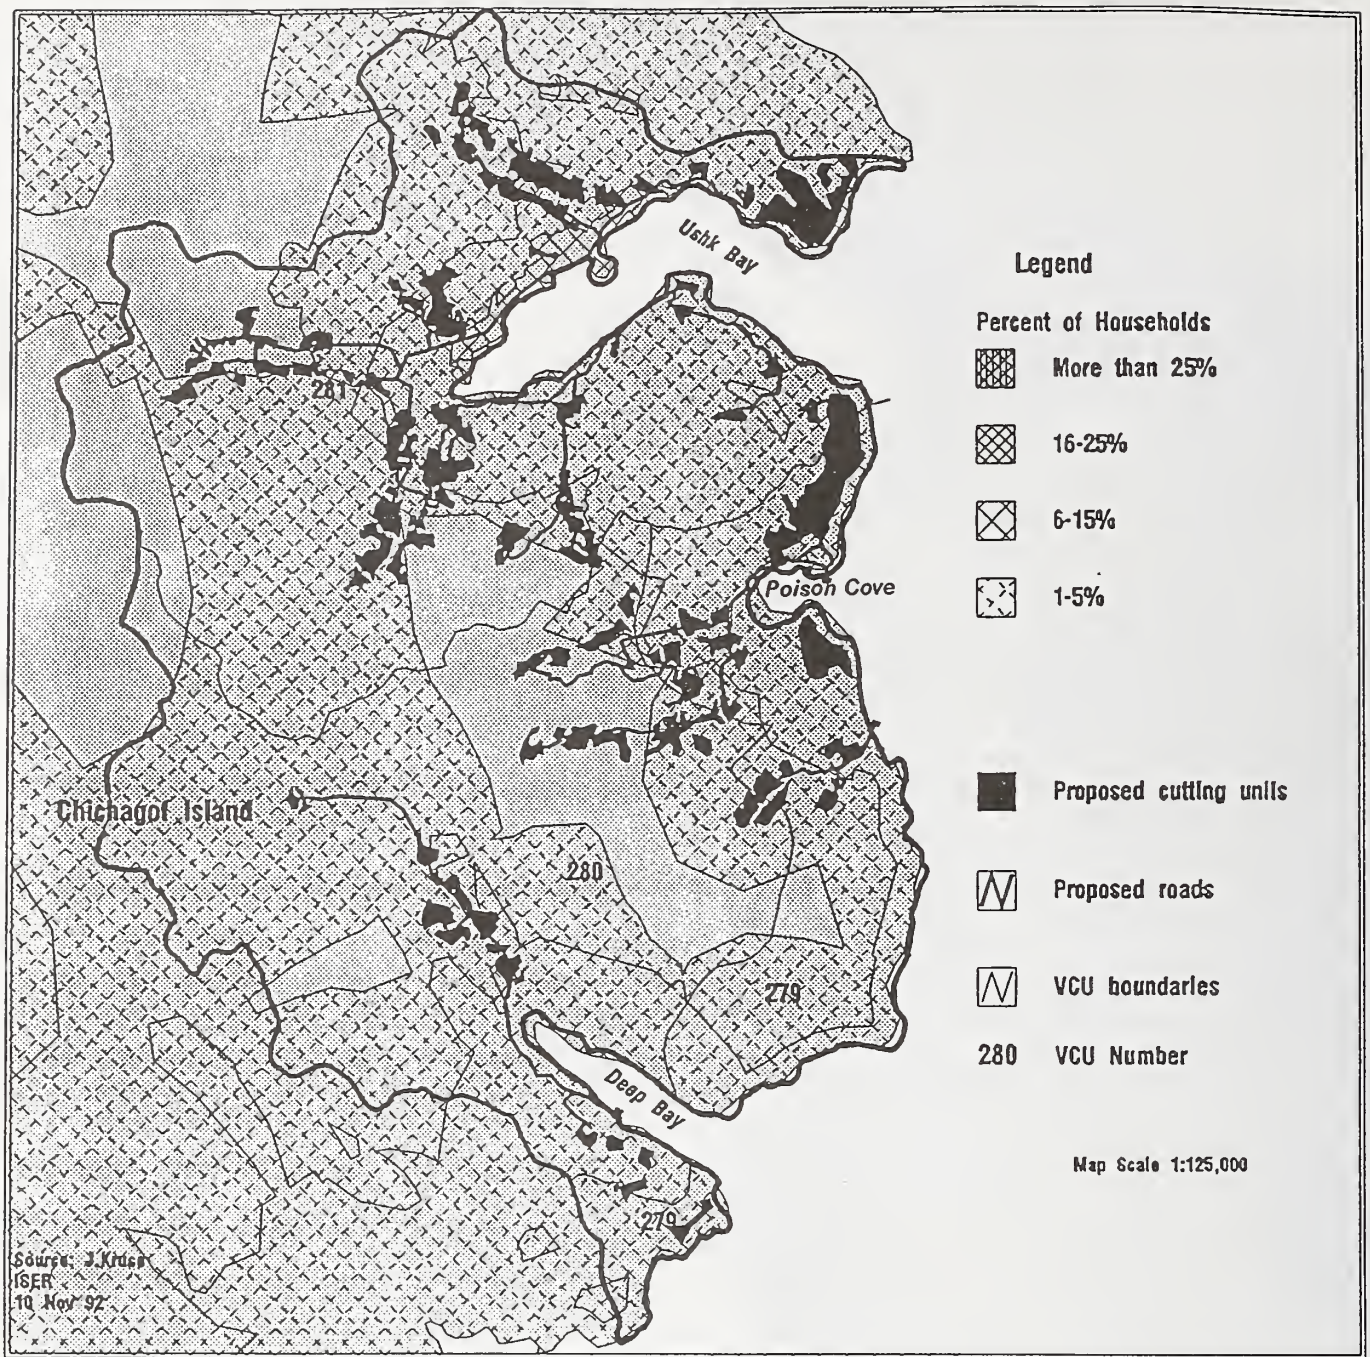 Ushk Bay
Legend
Percent of Households
More than 25%
281
16-25%
6-15%
Poison Cove
1-5%
Chichagof Island
Proposed cutting units
280
Proposed roads
279
VCU boundaries
280 VCU Number
Deep Bay
Map Scale 1:125,000
279
Source: J.Kruse
ISER
10 Nov 92